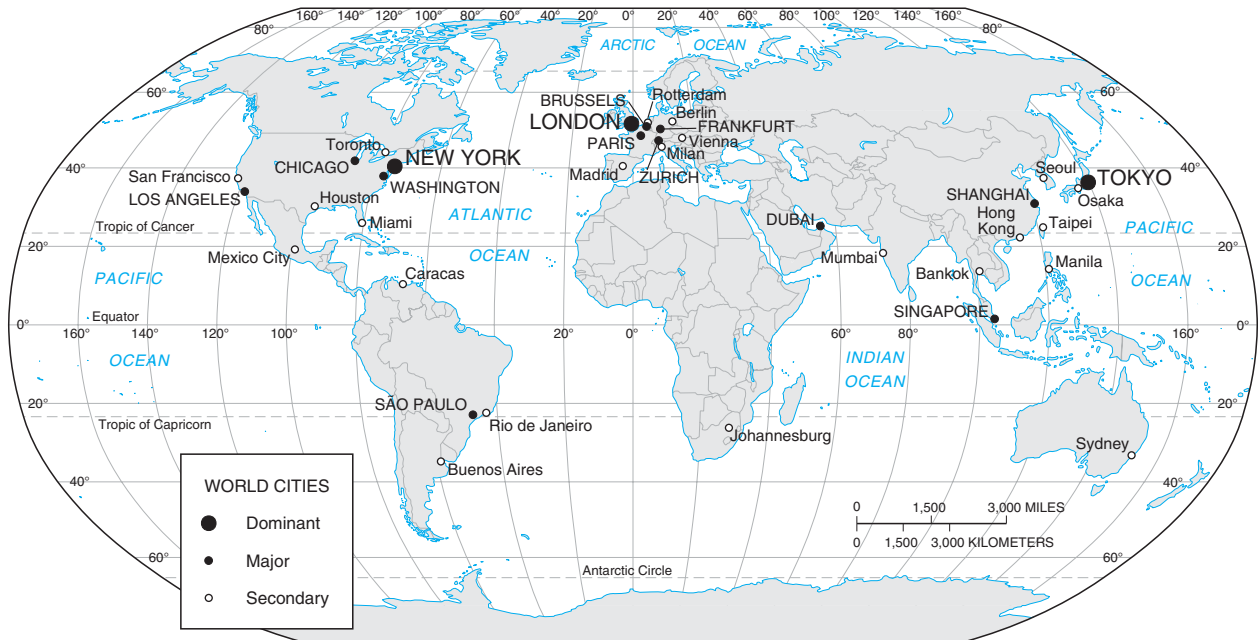 160° 140° 120° 100° 80° 60° 40° 20° 0° 20° 40° 60° 80° 100° 120° 140° 160°
80° 80°
ARCTIC OCEAN
60° 60°
BRUSSELS Rotterdam
LONDON Berlin
FRANKFURT
PARIS Vienna
Milan
Madrid ZURICH
Toronto
NEW YORK
CHICAGO
40° 40°
San Francisco
WASHINGTON
LOS ANGELES
Houston
Miami
Seoul
TOKYO
SHANGHAI
Osaka
Hong
Kong
Taipei
DUBAI
ATLANTIC
OCEAN
PACIFIC
OCEAN
Tropic of Cancer
20° 20°
Mexico City
Mumbai
Bankok
Manila
Caracas
PACIFIC
OCEAN
SINGAPORE
Equator
0° 160° 140° 120° 100° 20° 0° 60° 80° 160° 0°
INDIAN
OCEAN
20° 20°
SÃO PAULO
Rio de Janeiro
Tropic of Capricorn
Johannesburg
Sydney
Buenos Aires
40° 40°
WORLD CITIES
Dominant
Major
Secondary
0 1,500 3,000 MILES
0 1,500 3,000 KILOMETERS
60° 60°
Antarctic Circle